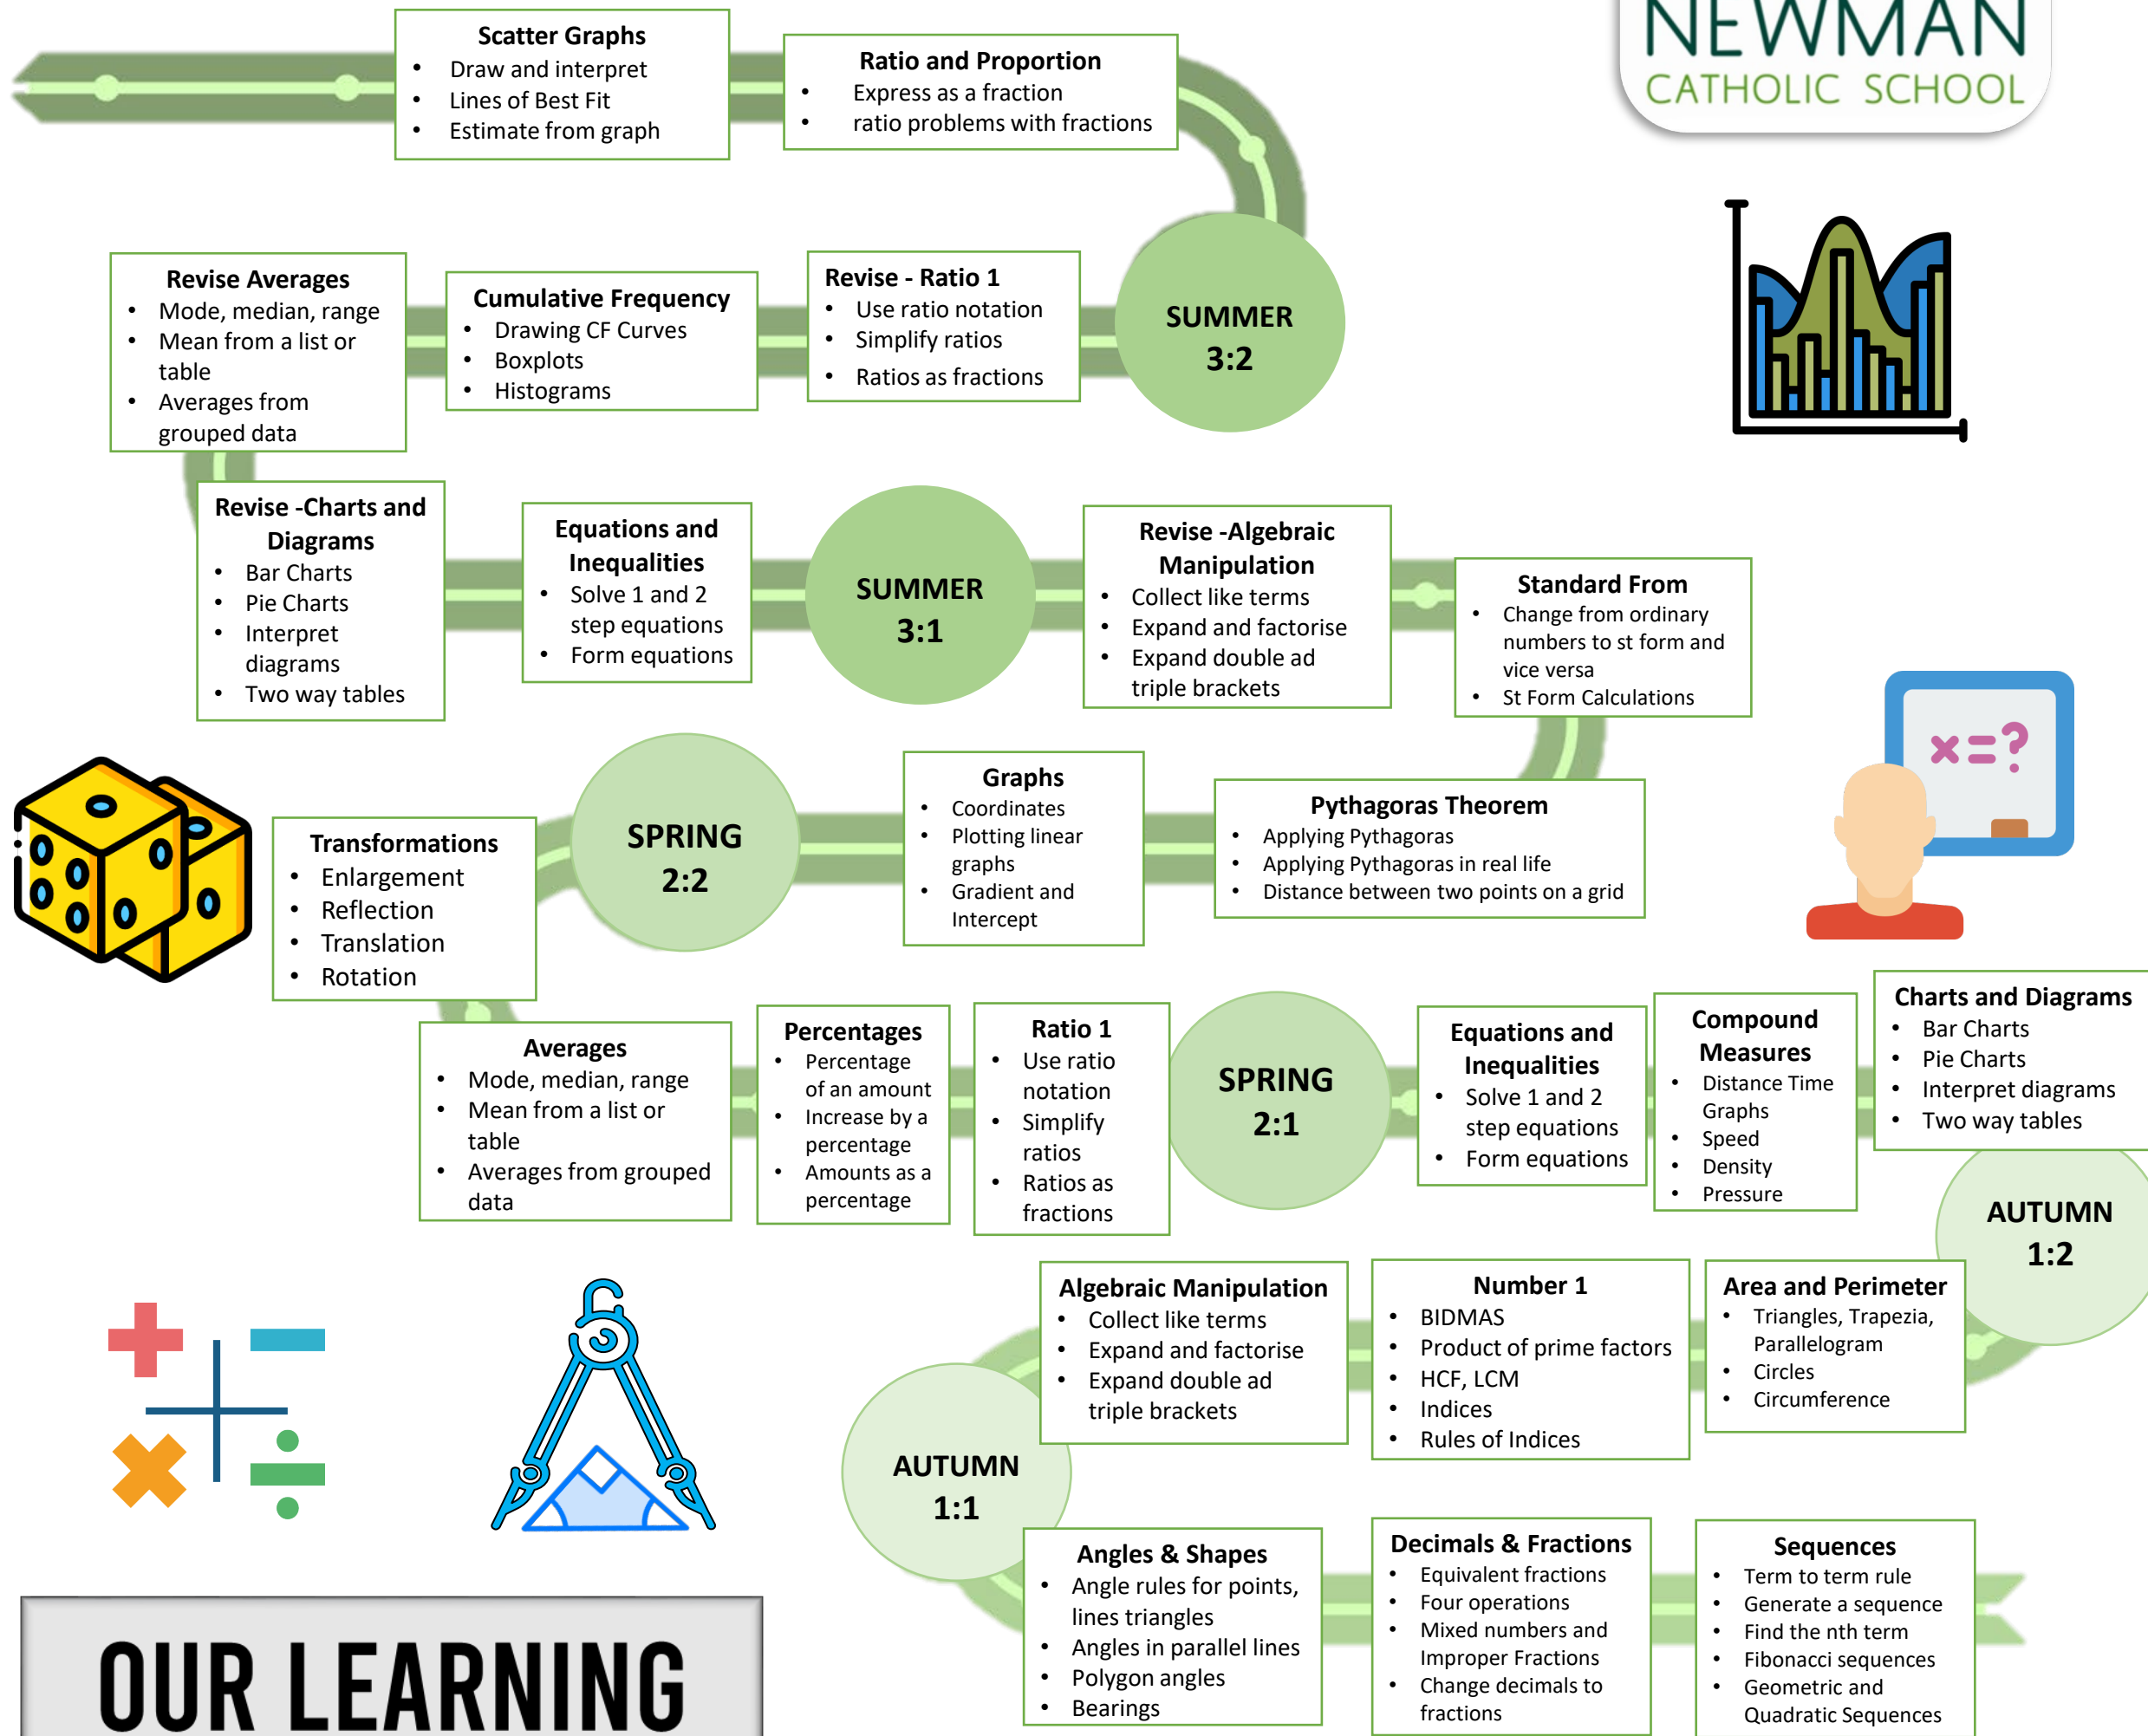 NEWMAN
CATHOLIC SCHOOL
Scatter Graphs
• Draw and interpret
• Lines of Best Fit
• Estimate from graph
Ratio and Proportion
• Express as a fraction
• ratio problems with fractions
Revise Averages
• Mode, median, range
• Mean from a list or
table
• Averages from
grouped data
Cumulative Frequency
• Drawing CF Curves
• Boxplots
• Histograms
Revise - Ratio 1
• Use ratio notation
• Simplify ratios
• Ratios as fractions
SUMMER
3:2
Revise -Charts and
Diagrams
• Bar Charts
• Pie Charts
• Interpret
diagrams
• Two way tables
Equations and
Inequalities
• Solve 1 and 2
step equations
• Form equations
SUMMER
3:1
Revise -Algebraic
Manipulation
• Collect like terms
• Expand and factorise
• Expand double ad
triple brackets
Standard From
• Change from ordinary
numbers to st form and
vice versa
• St Form Calculations
x=?
Transformations
• Enlargement
• Reflection
• Translation
• Rotation
SPRING
2:2
Graphs
• Coordinates
• Plotting linear
graphs
• Gradient and
Intercept
Pythagoras Theorem
• Applying Pythagoras
• Applying Pythagoras in real life
• Distance between two points on a grid
Averages
• Mode, median, range
• Mean from a list or
table
• Averages from grouped
data
Percentages
• Percentage
of an amount
• Increase by a
percentage
• Amounts as a
percentage
Ratio 1
• Use ratio
notation
• Simplify
ratios
• Ratios as
fractions
SPRING
2:1
Equations and
Inequalities
• Solve 1 and 2
step equations
• Form equations
Compound
Measures
• Distance Time
Graphs
• Speed
• Density
• Pressure
Charts and Diagrams
• Bar Charts
• Pie Charts
• Interpret diagrams
• Two way tables
AUTUMN
1:2
Algebraic Manipulation
• Collect like terms
• Expand and factorise
• Expand double ad
triple brackets
Number 1
• BIDMAS
• Product of prime factors
• HCF, LCM
• Indices
• Rules of Indices
Area and Perimeter
• Triangles, Trapezia,
Parallelogram
• Circles
• Circumference
AUTUMN
1:1
Angles & Shapes
• Angle rules for points,
lines triangles
• Angles in parallel lines
• Polygon angles
• Bearings
Decimals & Fractions
• Equivalent fractions
• Four operations
• Mixed numbers and
Improper Fractions
• Change decimals to
fractions
Sequences
• Term to term rule
• Generate a sequence
• Find the nth term
• Fibonacci sequences
• Geometric and
Quadratic Sequences
OUR LEARNING